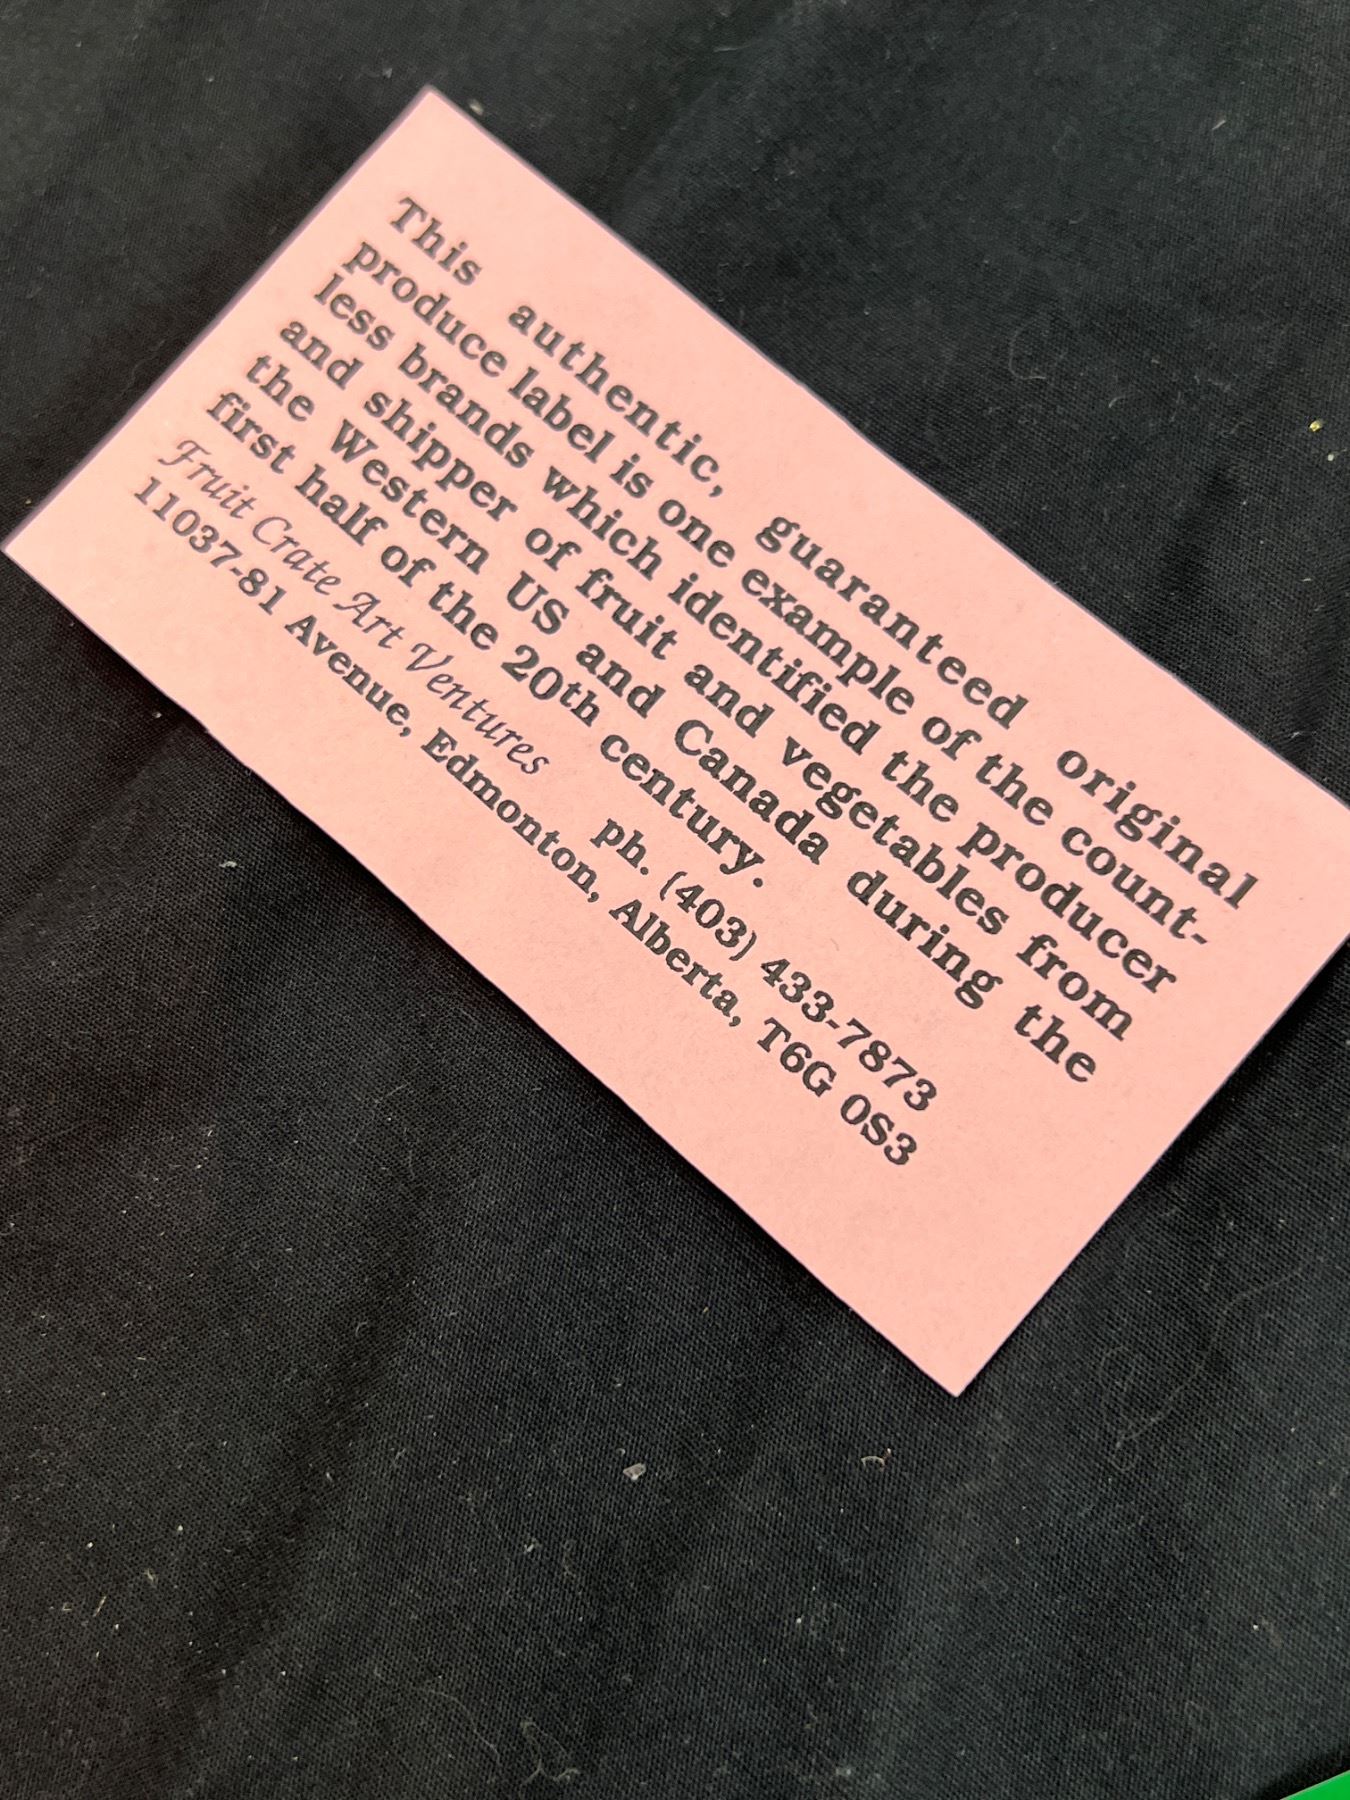 This authentic, guaranteed original
produce label is one example of the count-
less brands which identified the producer
and shipper of fruit and vegetables from
the Western US and Canada during the
first half of the 20th century.
Fruit Crate Art Ventures ph. (403) 433-7873
11037-81 Avenue, Edmonton, Alberta, T6G 0S3